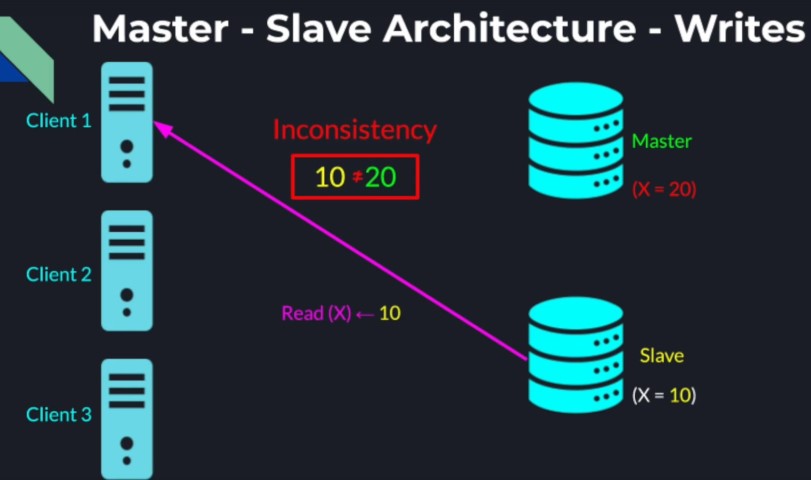 Master - Slave Architecture - Writes
Client 1
Inconsistency
10 ≠ 20
Master
(X = 20)
Client 2
Read (X) ← 10
Slave
(X = 10)
Client 3